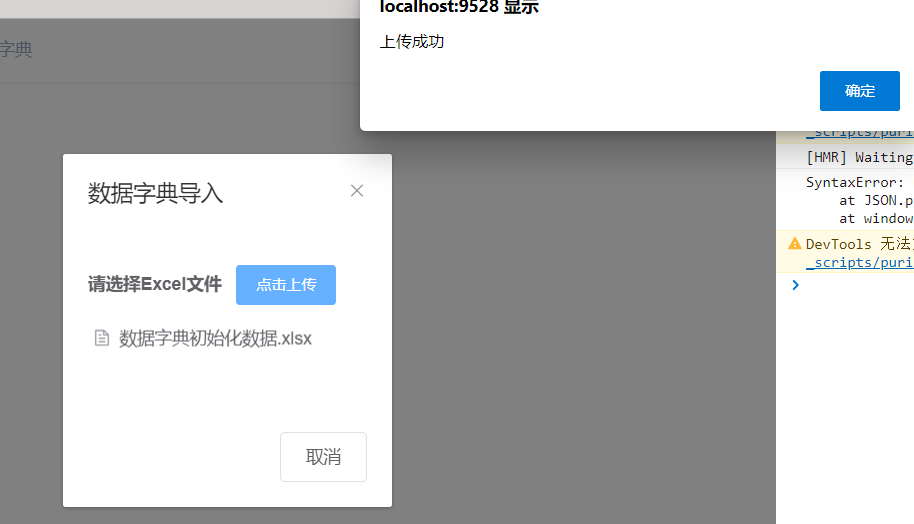 localhost:9528 显示
上传成功
确定
字典
数据字典导入
请选择Excel文件 点击上传
数据字典初始化数据.xlsx
取消
_scripts/puri
[HMR] Waiting
SyntaxError:
at JSON.p
at window
DevTools 无法
_scripts/puri